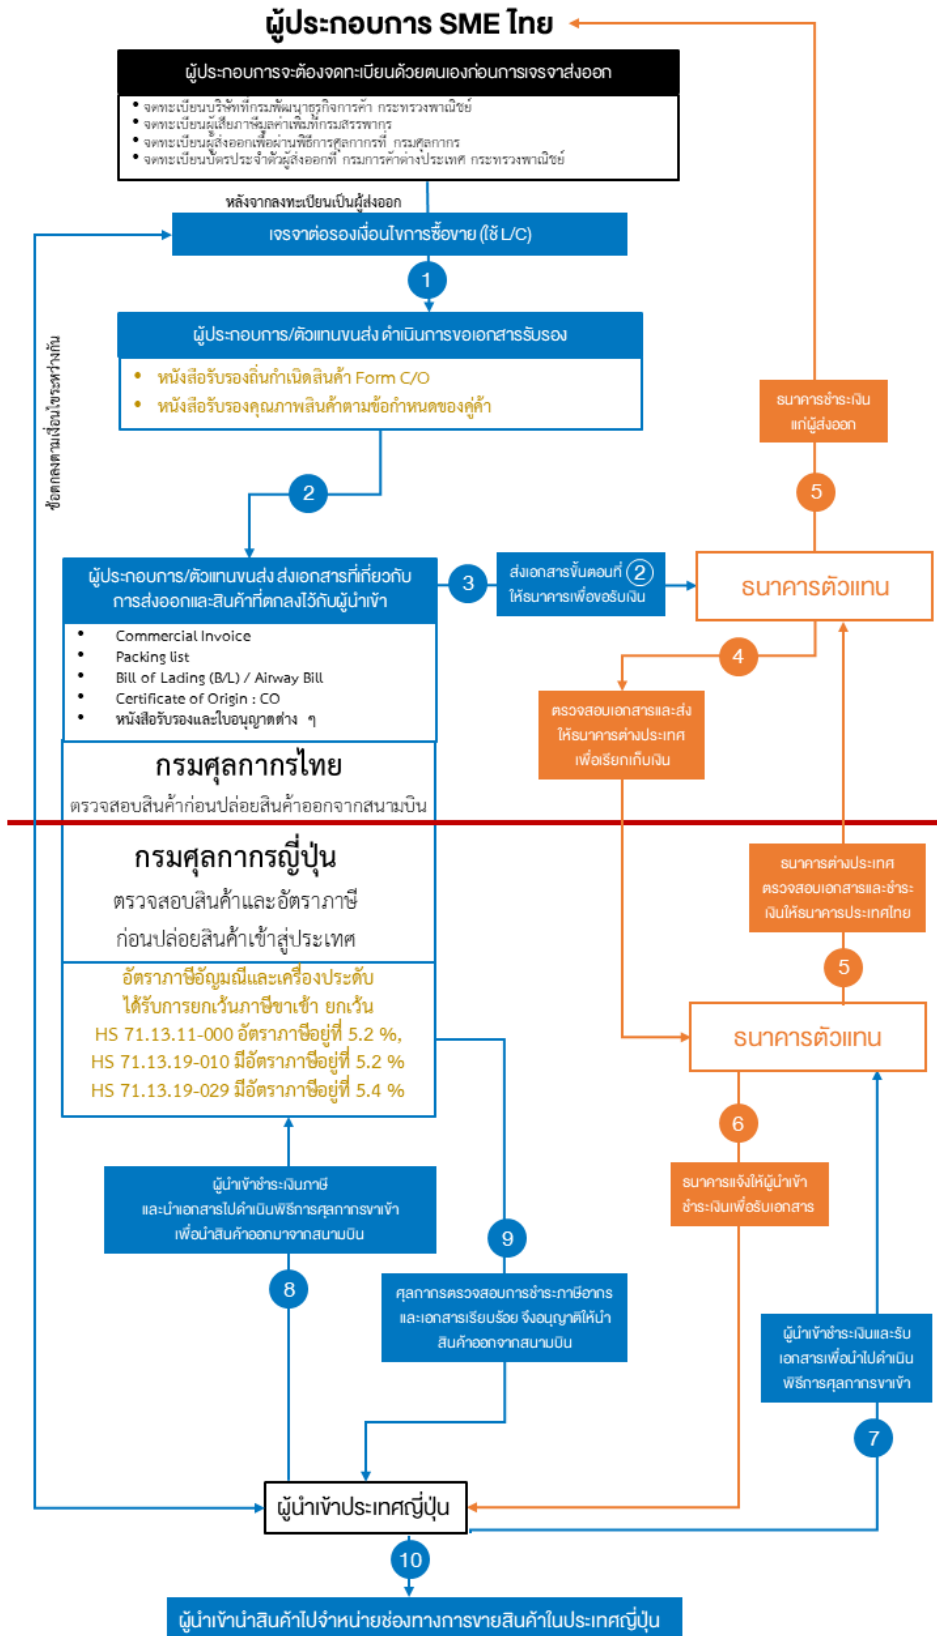 ผู้ประกอบการ SME ไทย
ผู้ประกอบการจะต้องจดทะเบียนด้วยตนเองก่อนการเจรจาส่งออก
• จดทะเบียนบริษัทที่กรมพัฒนาธุรกิจการค้า กระทรวงพาณิชย์
• จดทะเบียนผู้เสียภาษีมูลค่าเพิ่มที่กรมสรรพากร
• จดทะเบียนผู้ส่งออกเพื่อผ่านพิธีการศุลกากรที่ กรมศุลกากร
• จดทะเบียนบัตรประจำตัวผู้ส่งออกที่ กรมการค้าต่างประเทศ กระทรวงพาณิชย์
หลังจากลงทะเบียนเป็นผู้ส่งออก
เจรจาต่อรองเงื่อนไขการซื้อขาย (ใช้ L/C)
1
ผู้ประกอบการ/ตัวแทนขนส่ง ดำเนินการขอเอกสารรับรอง
• หนังสือรับรองถิ่นกำเนิดสินค้า Form C/O
• หนังสือรับรองคุณภาพสินค้าตามข้อกำหนดของคู่ค้า
ข้อตกลงตามเงื่อนไขระหว่างกัน
ธนาคารชำระเงิน
แก่ผู้ส่งออก
5
2
ผู้ประกอบการ/ตัวแทนขนส่ง ส่งเอกสารที่เกี่ยวกับ
การส่งออกและสินค้าที่ตกลงไว้กับผู้นำเข้า
• Commercial Invoice
• Packing list
• Bill of Lading (B/L) / Airway Bill
• Certificate of Origin : CO
• หนังสือรับรองและใบอนุญาตต่าง ๆ
3
ส่งเอกสารขั้นตอนที่ 2
ให้ธนาคารเพื่อขอรับเงิน
ธนาคารตัวแทน
4
ตรวจสอบเอกสารและส่ง
ให้ธนาคารต่างประเทศ
เพื่อเรียกเก็บเงิน
กรมศุลกากรไทย
ตรวจสอบสินค้าก่อนปล่อยสินค้าออกจากสนามบิน
กรมศุลกากรญี่ปุ่น
ตรวจสอบสินค้าและอัตราภาษี
ก่อนปล่อยสินค้าเข้าสู่ประเทศ
ธนาคารต่างประเทศ
ตรวจสอบเอกสารและชำระ
เงินให้ธนาคารประเทศไทย
5
อัตราภาษีอัญมณีและเครื่องประดับ
ได้รับการยกเว้นภาษีขาเข้า ยกเว้น
HS 71.13.11-000 อัตราภาษีอยู่ที่ 5.2 %,
HS 71.13.19-010 มีอัตราภาษีอยู่ที่ 5.2 %
HS 71.13.19-029 มีอัตราภาษีอยู่ที่ 5.4 %
ธนาคารตัวแทน
6
ธนาคารแจ้งให้ผู้นำเข้า
ชำระเงินเพื่อรับเอกสาร
ผู้นำเข้าชำระเงินภาษี
และนำเอกสารไปดำเนินพิธีการศุลกากรขาเข้า
เพื่อนำสินค้าออกมาจากสนามบิน
8
9
ศุลกากรตรวจสอบการชำระภาษีอากร
และเอกสารเรียบร้อย จึงอนุญาติให้นำ
สินค้าออกจากสนามบิน
ผู้นำเข้าชำระเงินและรับ
เอกสารเพื่อนำไปดำเนิน
พิธีการศุลกากรขาเข้า
7
ผู้นำเข้าประเทศญี่ปุ่น
10
ผู้นำเข้านำสินค้าไปจำหน่ายช่องทางการขายสินค้าในประเทศญี่ปุ่น